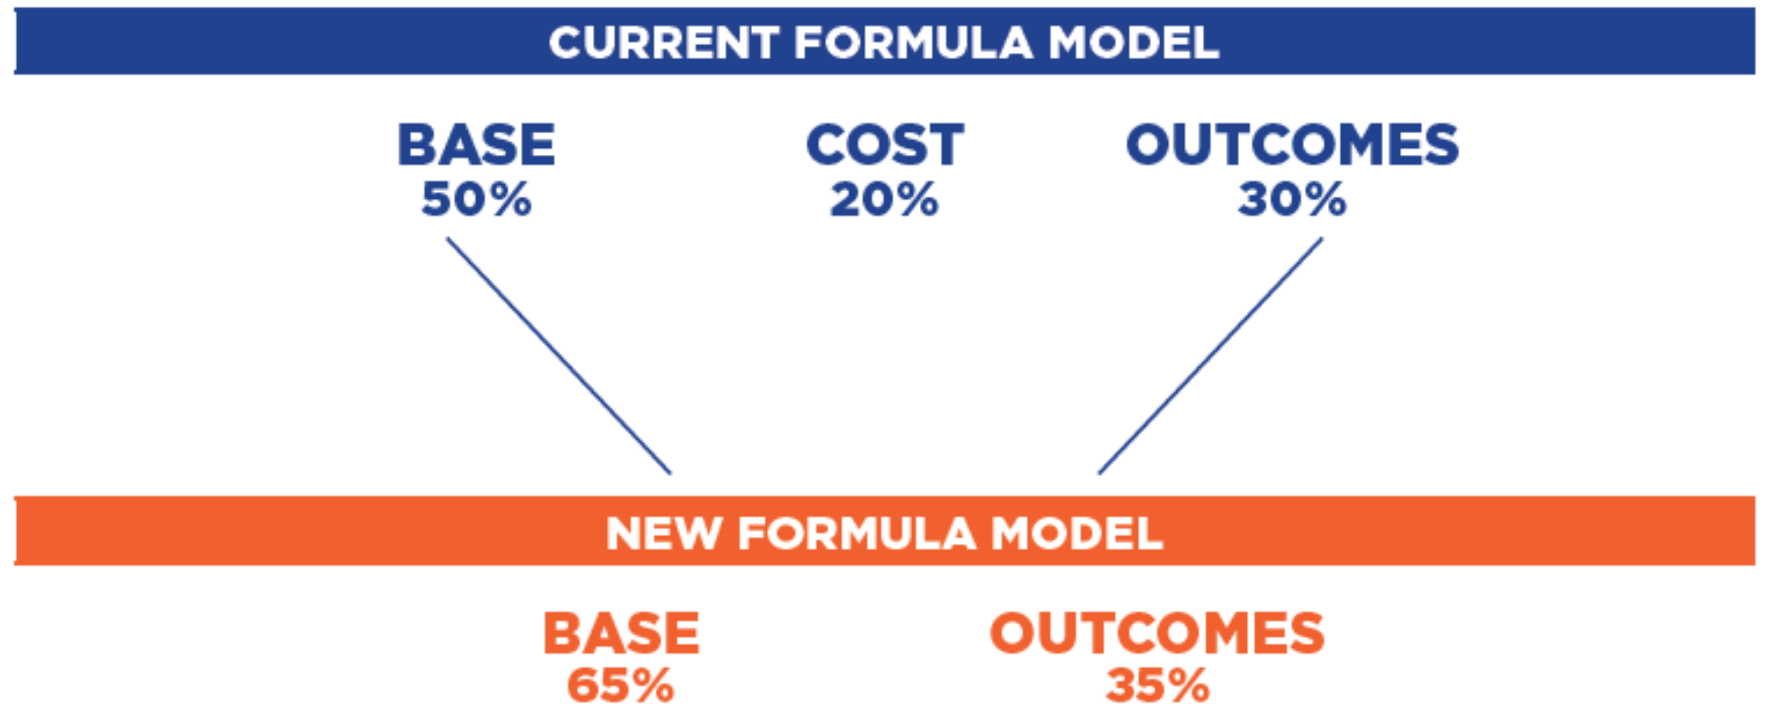 CURRENT FORMULA MODEL
BASE COST OUTCOMES
50% 20% 30%
NEW FORMULA MODEL
BASE OUTCOMES
65% 35%